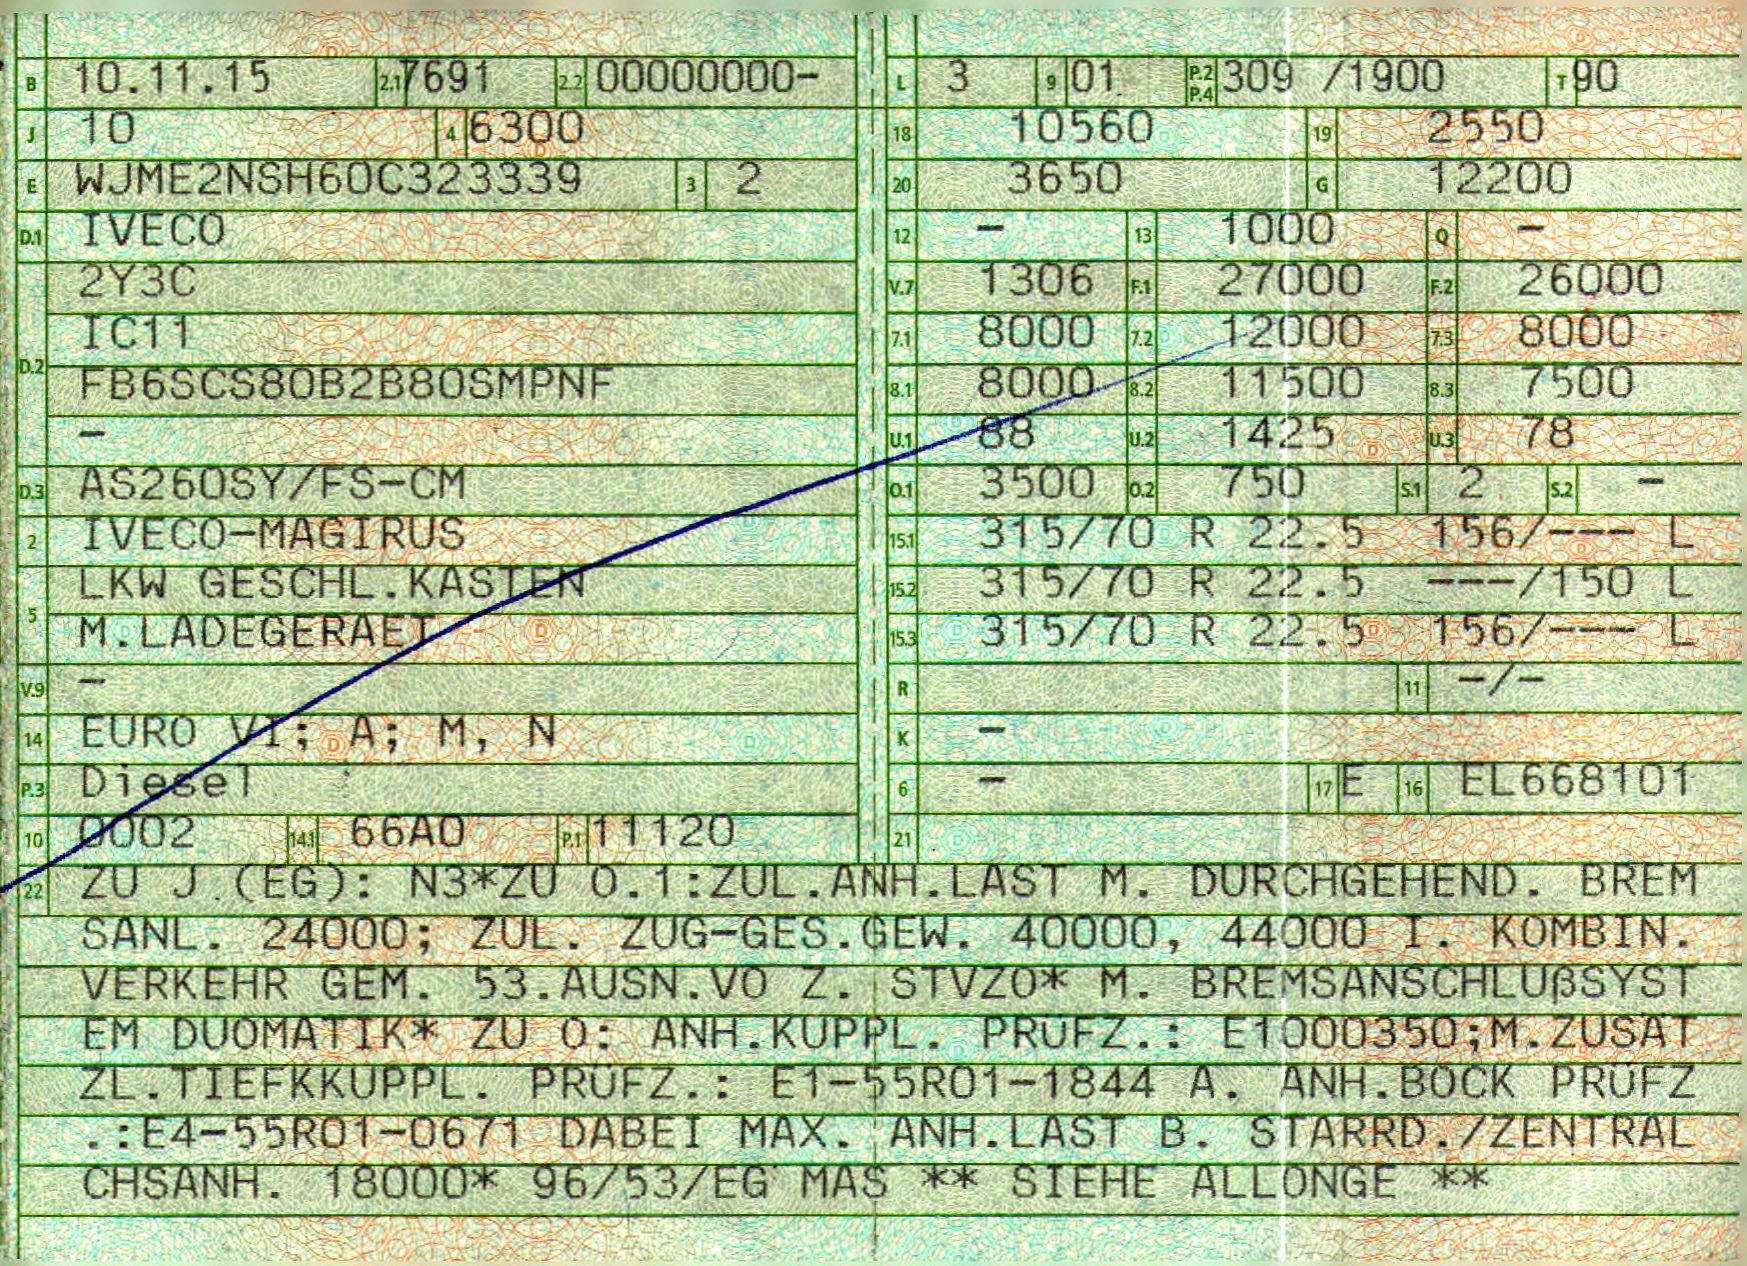 B 10.11.15 2.1 7691 2.2 00000000-
J 10 4 6300
E WJME2NSH60C323339 3 2
D.1 IVECO
2Y3C
IC11
D.2
FB6SCS80B2B80SMPNF
-
D.3 AS260SY/FS-CM
2 IVECO-MAGIRUS
LKW GESCHL.KASTEN
5
M.LADEGERAET
V.9 -
14 EURO VI; A; M, N
P.3 Diesel
10 0002 14.1 66A0 P.1 11120
L 3 9 01 P.2 P.4 309 /1900 T 90
18 10560 19 2550
20 3650 G 12200
12 - 13 1000 Q -
V.7 1306 F.1 27000 F.2 26000
7.1 8000 7.2 12000 7.3 8000
8.1 8000 8.2 11500 8.3 7500
U.1 88 U.2 1425 U.3 78
O.1 3500 O.2 750 S.1 2 S.2 -
15.1 315/70 R 22.5 156/--- L
15.2 315/70 R 22.5 ---/150 L
15.3 315/70 R 22.5 156/--- L
R 11 -/-
K -
6 - 17 E 16 EL668101
21
22 ZU J (EG): N3*ZU O.1:ZUL.ANH.LAST M. DURCHGEHEND. BREM
SANL. 24000; ZUL. ZUG-GES.GEW. 40000, 44000 I. KOMBIN.
VERKEHR GEM. 53.AUSN.VO Z. STVZO* M. BREMSANSCHLUßSYST
EM DUOMATIK* ZU O: ANH.KUPPL. PRÜFZ.: E1000350;M.ZUSAT
ZL.TIEFKKUPPL. PRÜFZ.: E1-55R01-1844 A. ANH.BOCK PRÜFZ
.:E4-55R01-0671 DABEI MAX. ANH.LAST B. STARRD./ZENTRAL
CHSANH. 18000* 96/53/EG MAS ** SIEHE ALLONGE **